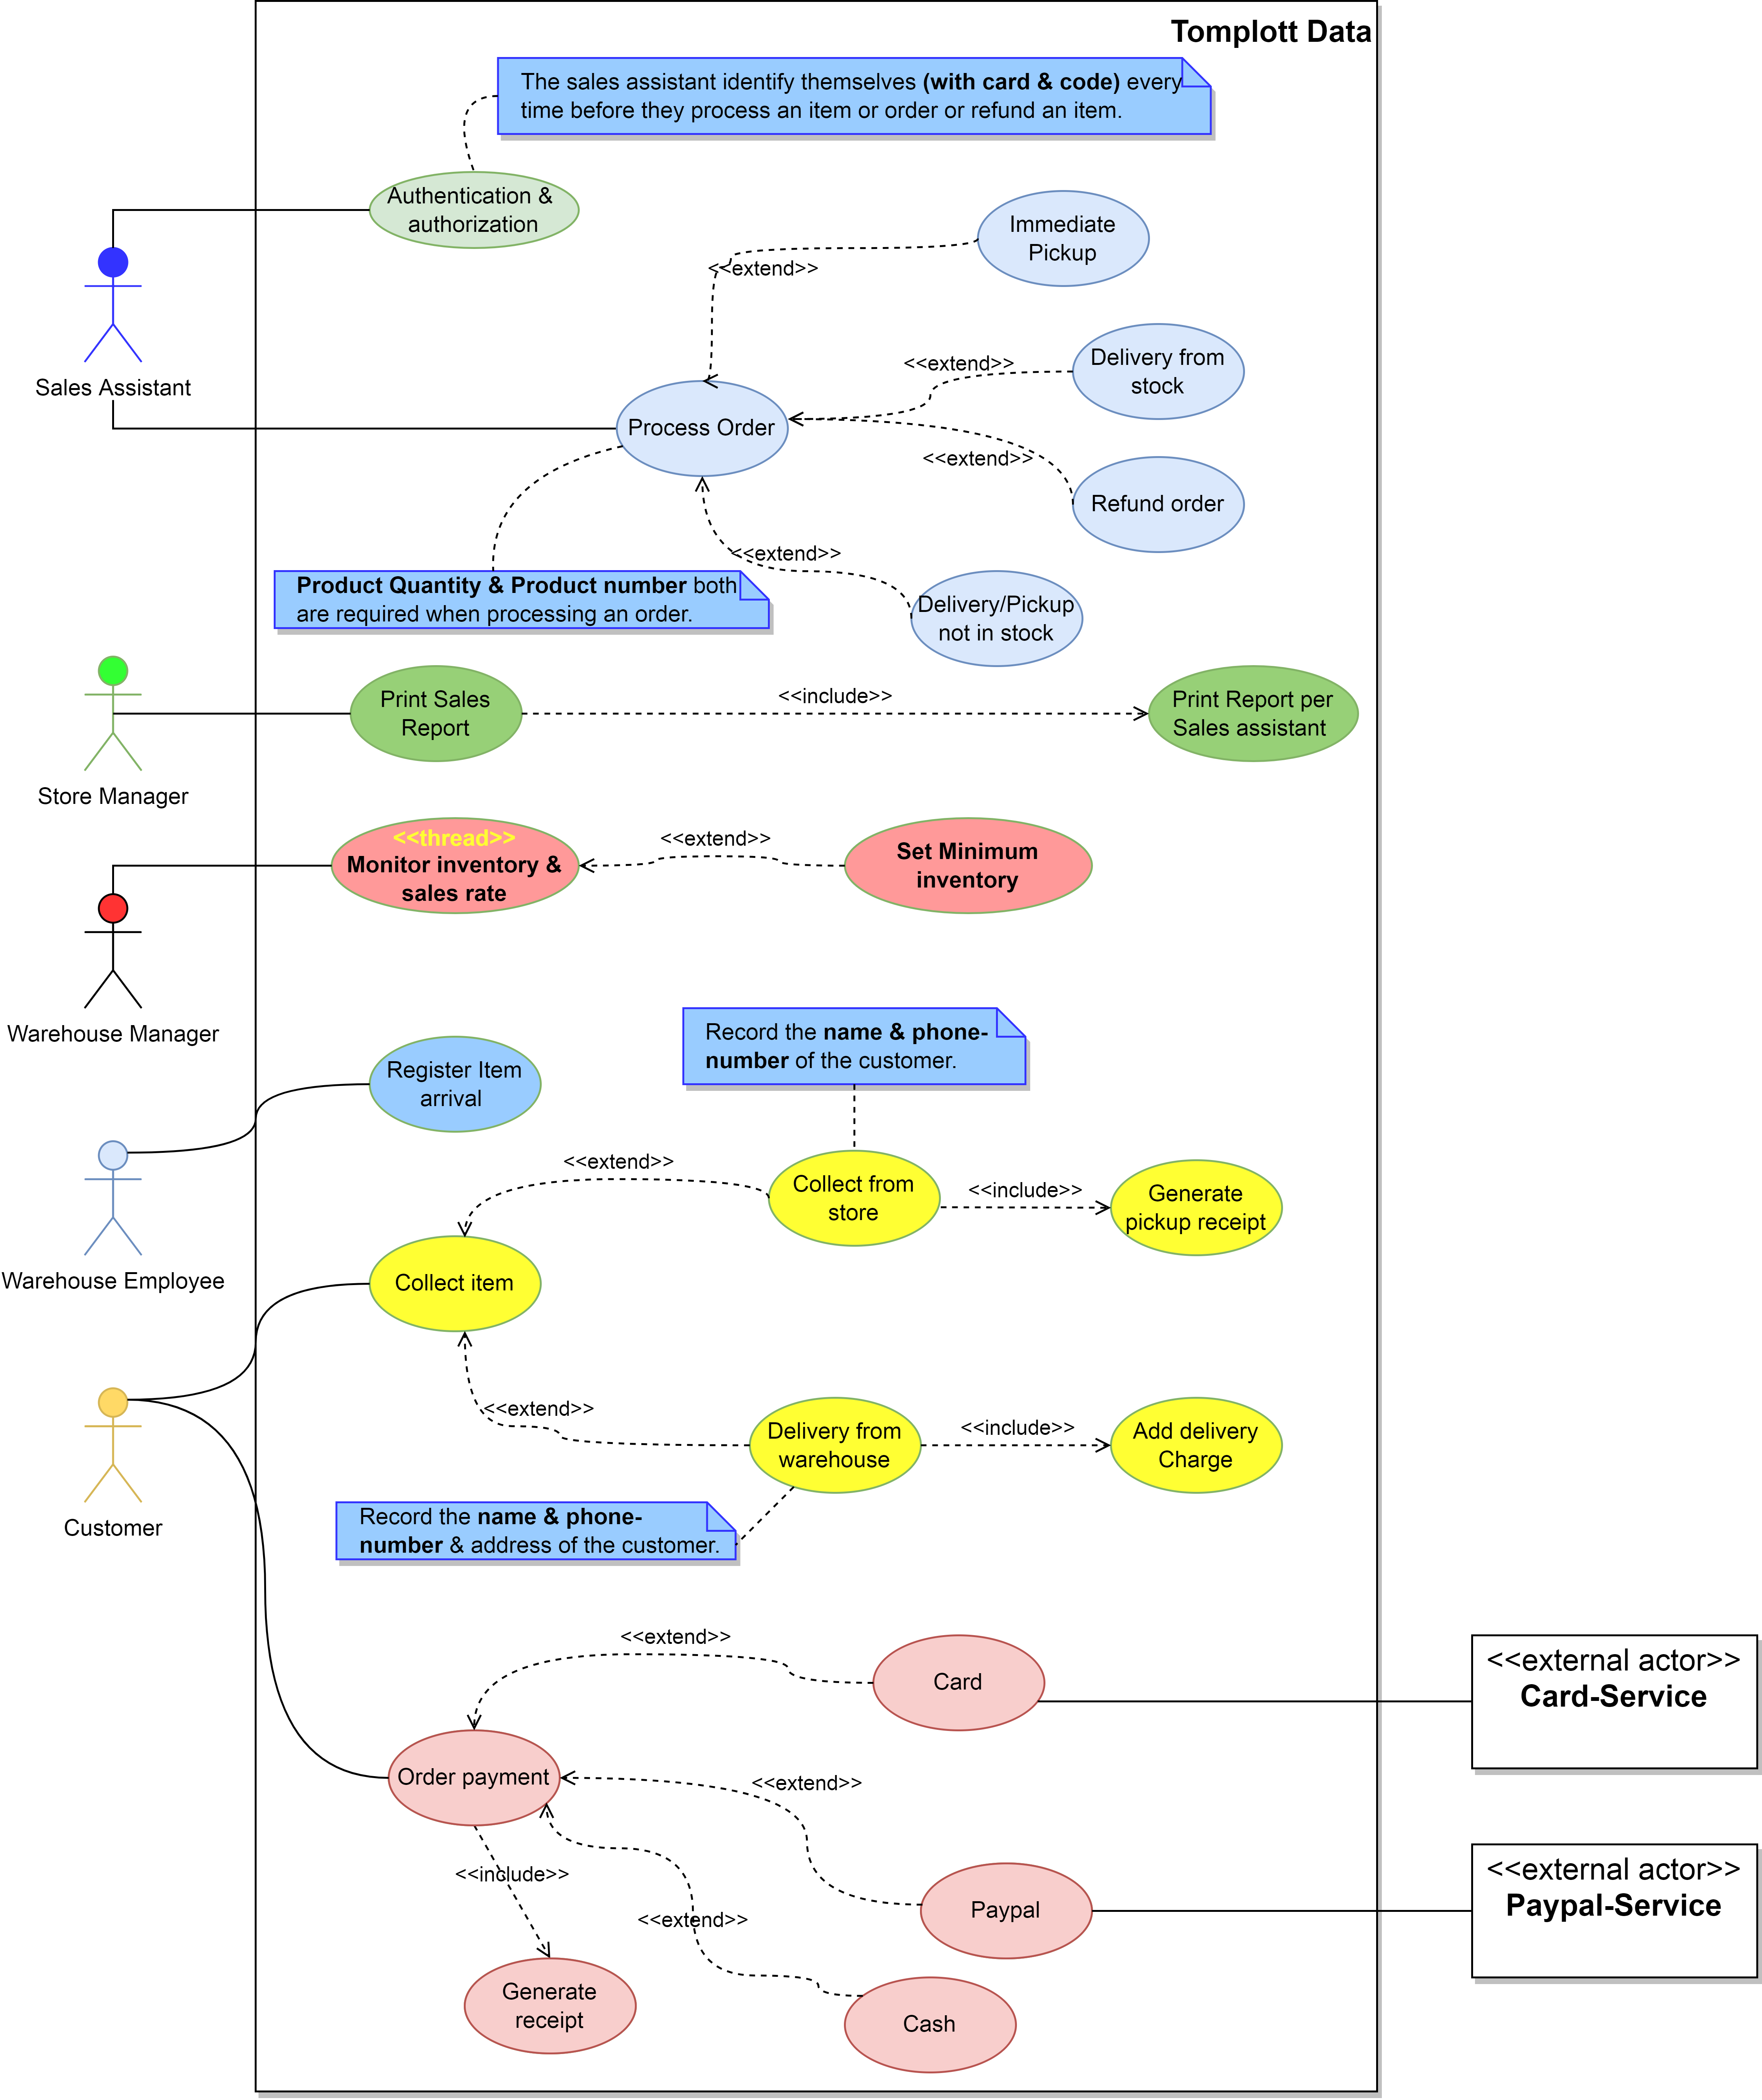 Tomplott Data
The sales assistant identify themselves (with card & code) every
time before they process an item or order or refund an item.
Authentication &
authorization
Immediate
Pickup
<<extend>>
Sales Assistant
Delivery from
stock
<<extend>>
Process Order
<<extend>>
Refund order
<<extend>>
Product Quantity & Product number both
are required when processing an order.
Delivery/Pickup
not in stock
Store Manager
Print Sales
Report
<<include>>
Print Report per
Sales assistant
<<thread>>
Monitor inventory &
sales rate
<<extend>>
Set Minimum
inventory
Warehouse Manager
Record the name & phone-
number of the customer.
Register Item
arrival
Warehouse Employee
<<extend>>
Collect from
store
<<include>>
Generate
pickup receipt
Collect item
<<extend>>
Delivery from
warehouse
<<include>>
Add delivery
Charge
Customer
Record the name & phone-
number & address of the customer.
<<extend>>
Card
<<external actor>>
Card-Service
Order payment
<<extend>>
<<include>>
<<extend>>
Paypal
<<external actor>>
Paypal-Service
Generate
receipt
Cash